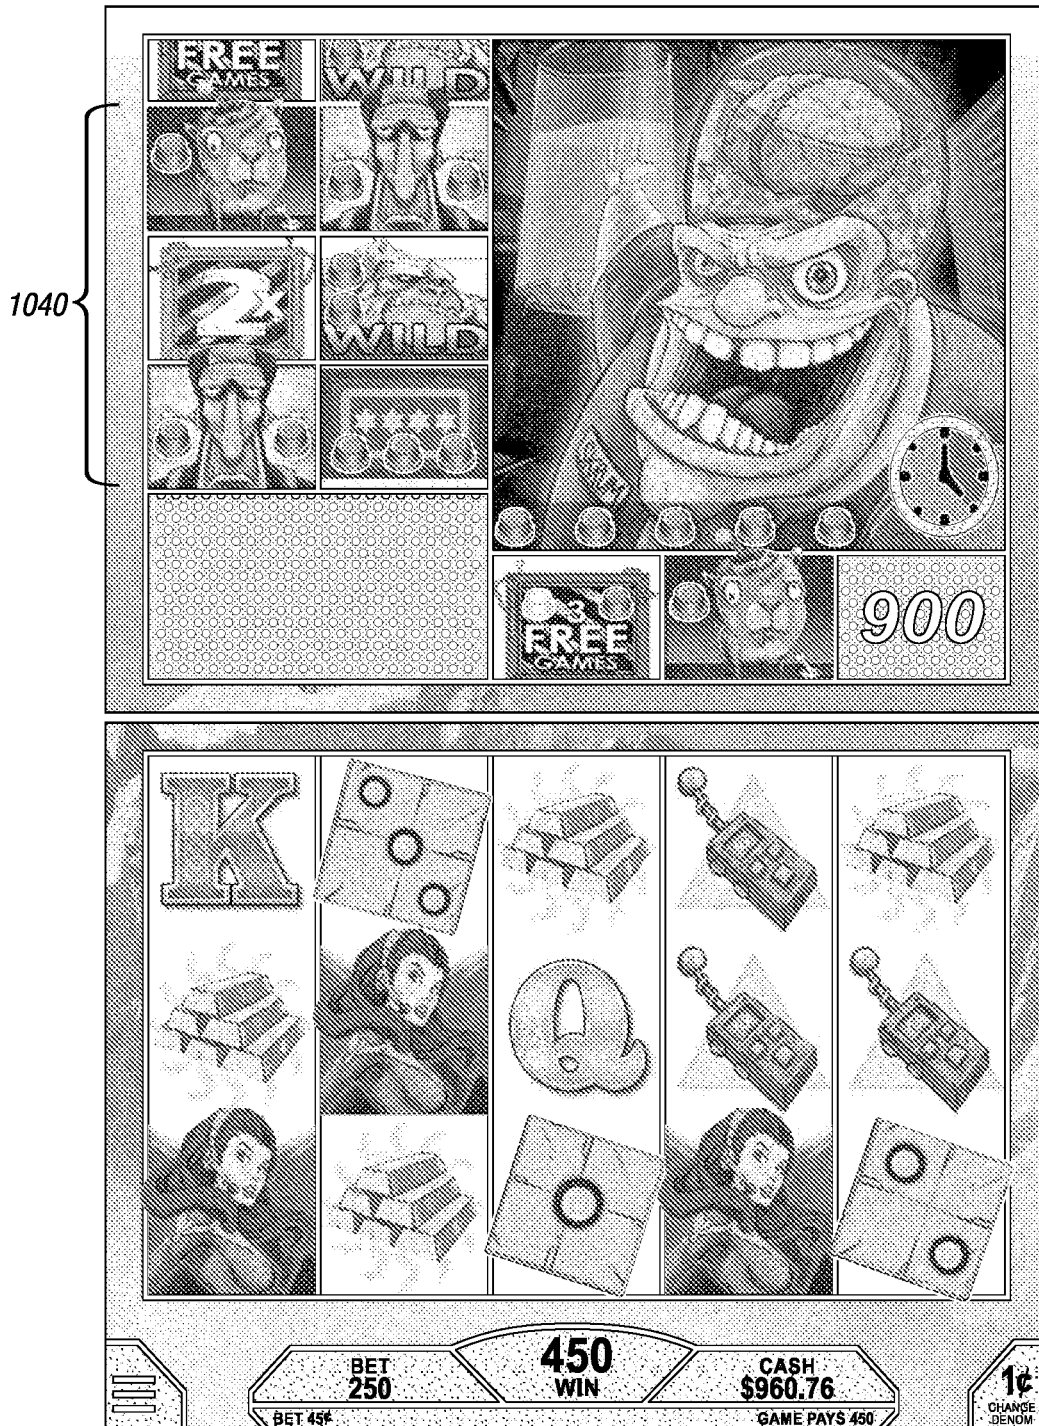 FREE
GAMES
WILD
1040
2x
WILD
3
FREE
GAMES
900
K
Q
BET
250
450
WIN
CASH
$960.76
1¢
CHANGE
DENOM
BET 45¢
GAME PAYS 450